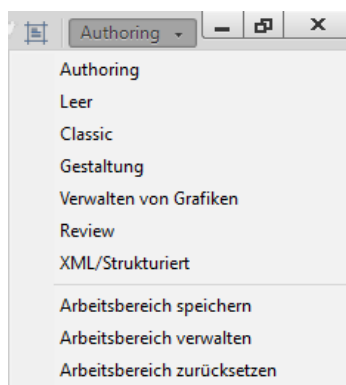 Authoring
Authoring
Leer
Classic
Gestaltung
Verwalten von Grafiken
Review
XML/Strukturiert
Arbeitsbereich speichern
Arbeitsbereich verwalten
Arbeitsbereich zurücksetzen